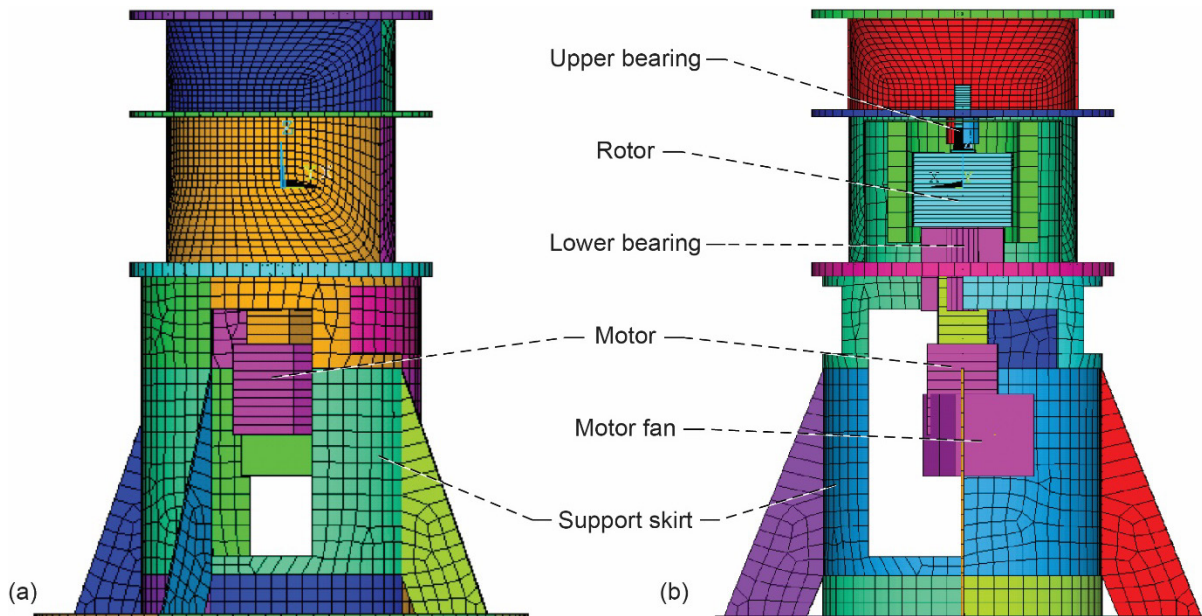 Upper bearing
Rotor
Lower bearing
Motor
Motor fan
Support skirt
(a)
(b)